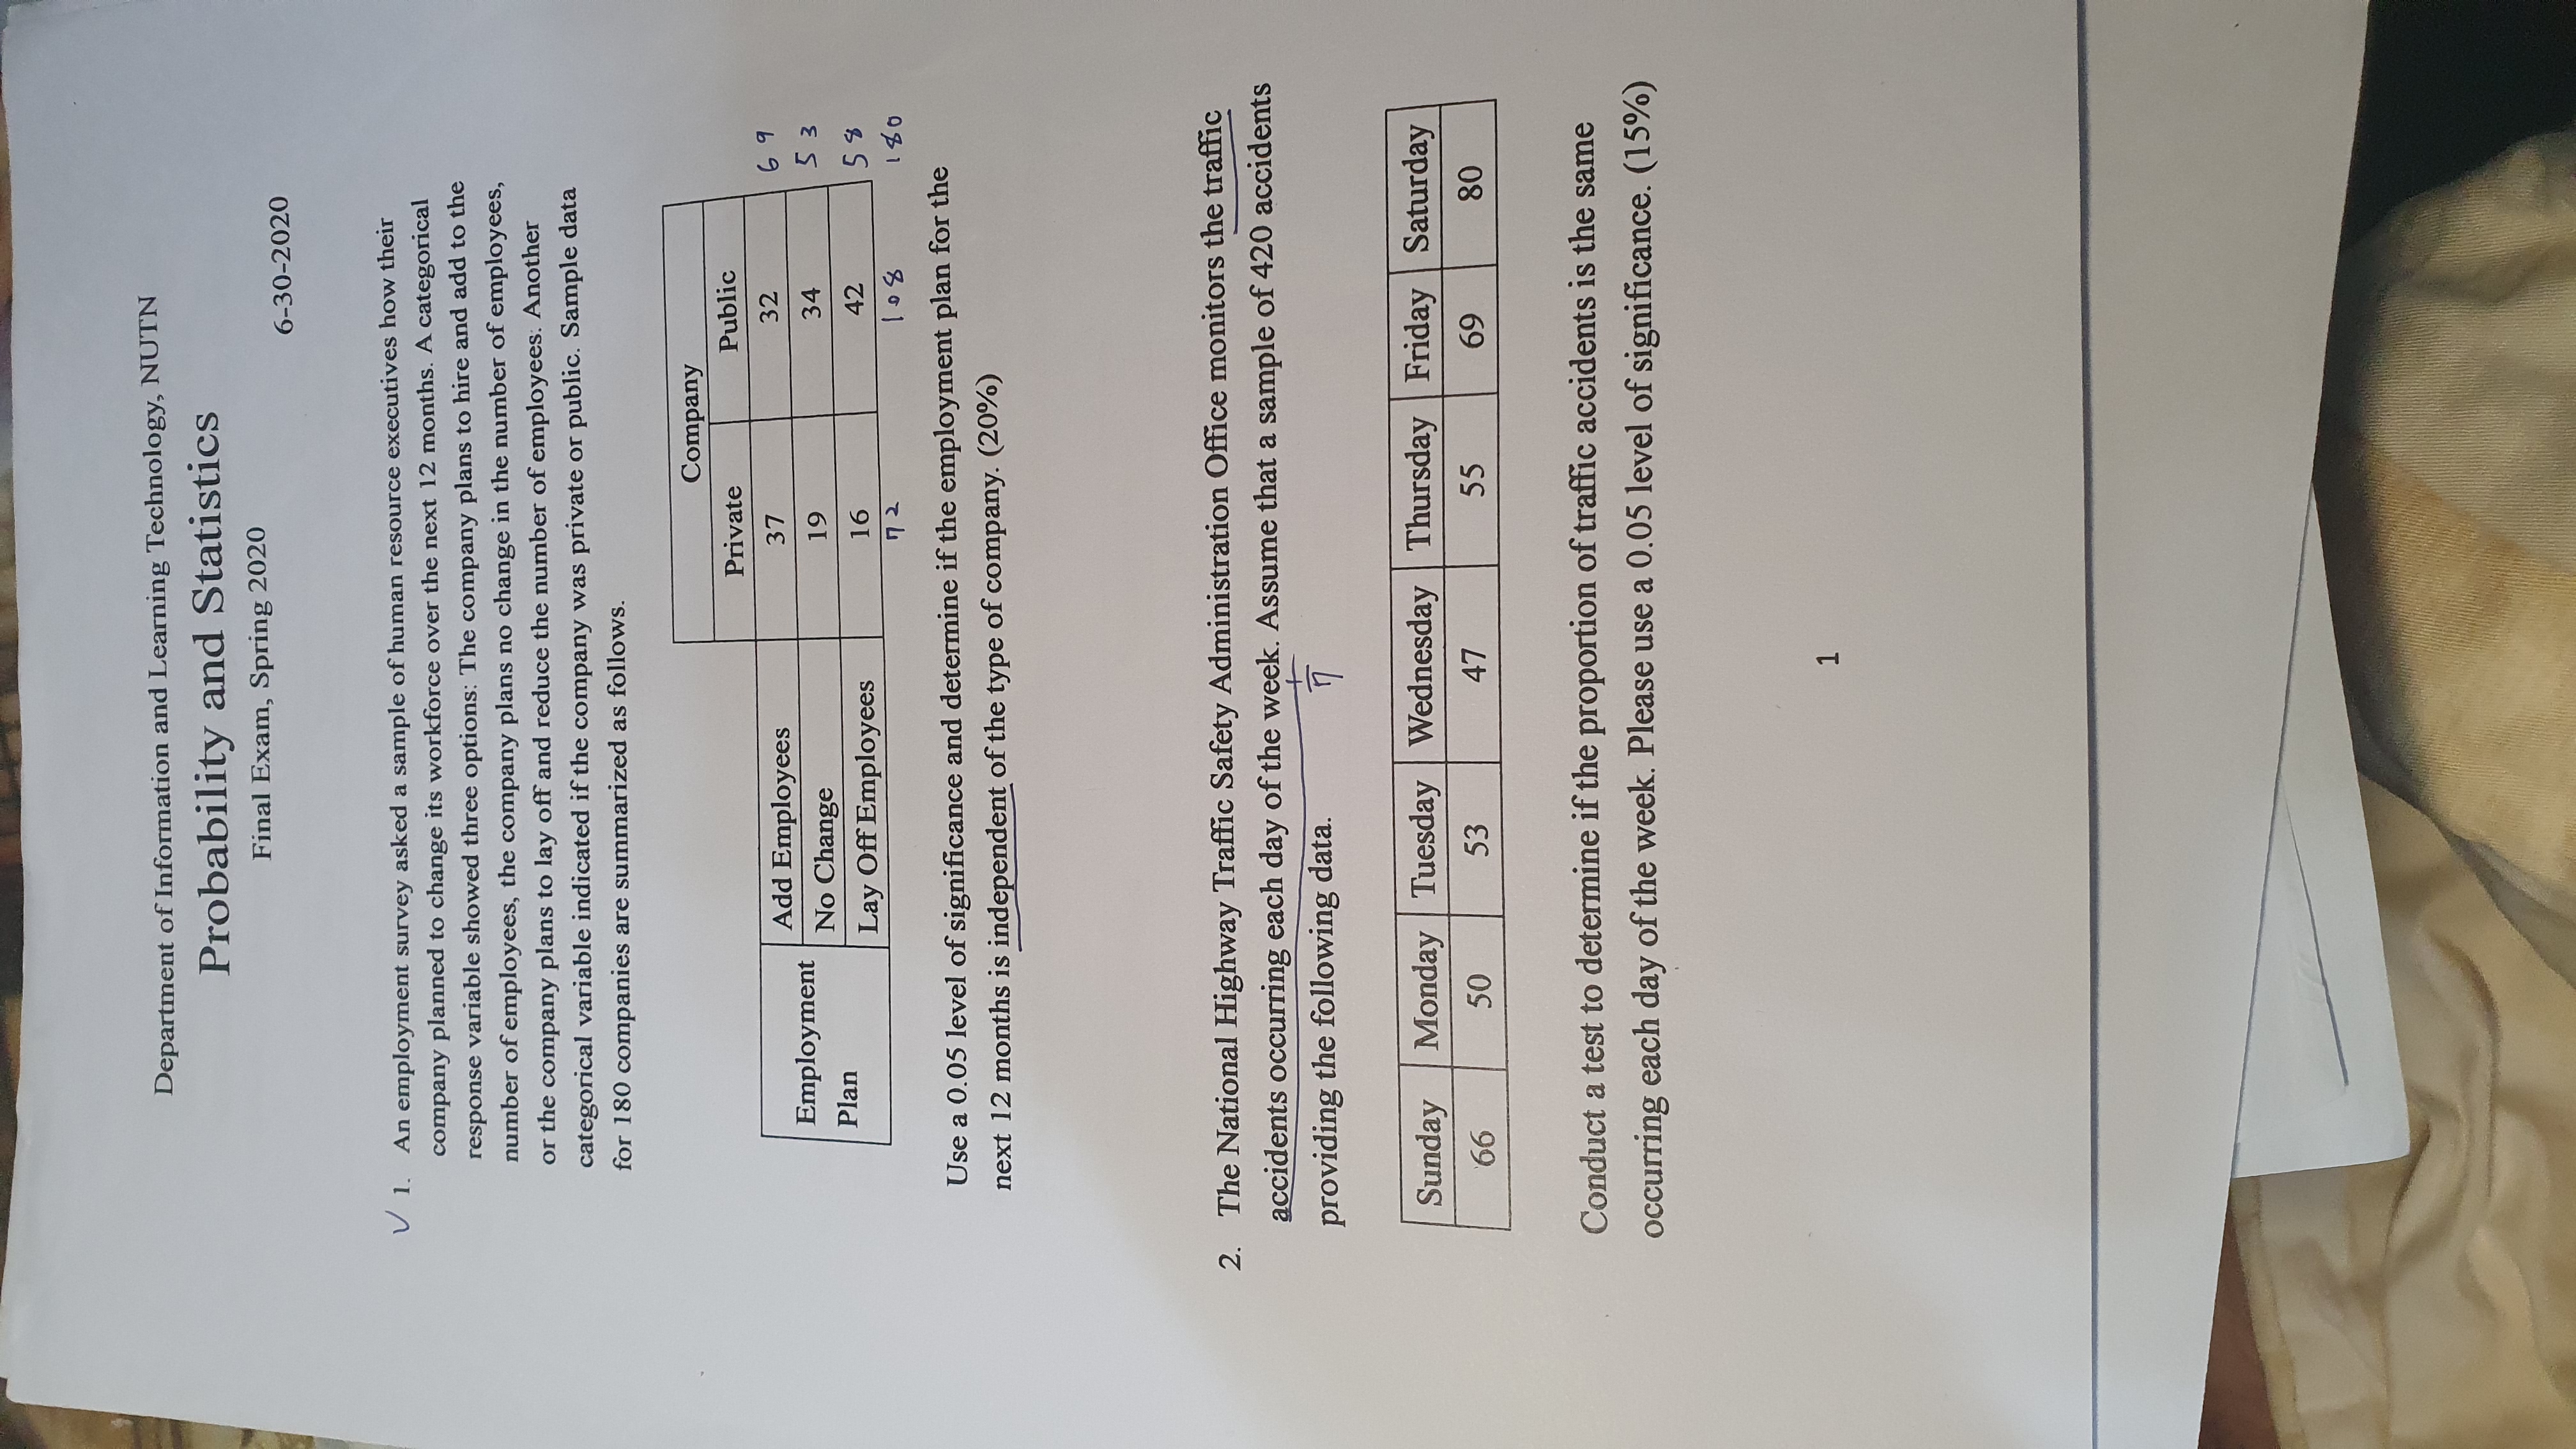 Department of Information and Learning Technology, NUTN
Probability and Statistics
Final Exam, Spring 2020
6-30-2020
✓ 1. An employment survey asked a sample of human resource executives how their
company planned to change its workforce over the next 12 months. A categorical
response variable showed three options: The company plans to hire and add to the
number of employees, the company plans no change in the number of employees,
or the company plans to lay off and reduce the number of employees. Another
categorical variable indicated if the company was private or public. Sample data
for 180 companies are summarized as follows.
Company
Private Public
Employment Plan
Add Employees 37 32 69
No Change 19 34 53
Lay Off Employees 16 42 58
72 108 180
Use a 0.05 level of significance and determine if the employment plan for the
next 12 months is independent of the type of company. (20%)
2. The National Highway Traffic Safety Administration Office monitors the traffic
accidents occurring each day of the week. Assume that a sample of 420 accidents
providing the following data.
Sunday Monday Tuesday Wednesday Thursday Friday Saturday
66 50 53 47 55 69 80
Conduct a test to determine if the proportion of traffic accidents is the same
occurring each day of the week. Please use a 0.05 level of significance. (15%)
1